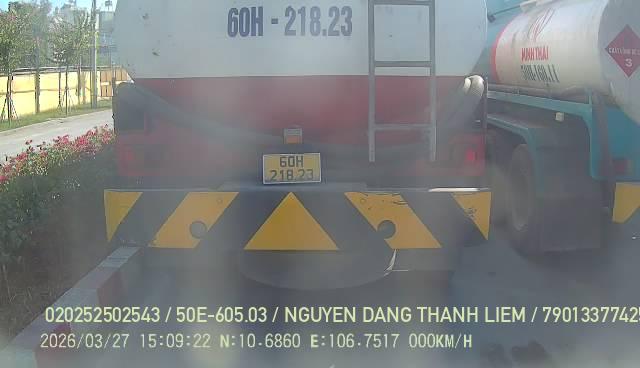 60H - 218.23
MINH THAI
3
60H
218.23
020252502543 / 50E-605.03 / NGUYEN DANG THANH LIEM / 7901337742
2026/03/27 15:09:22 N:10.6860 E:106.7517 000KM/H